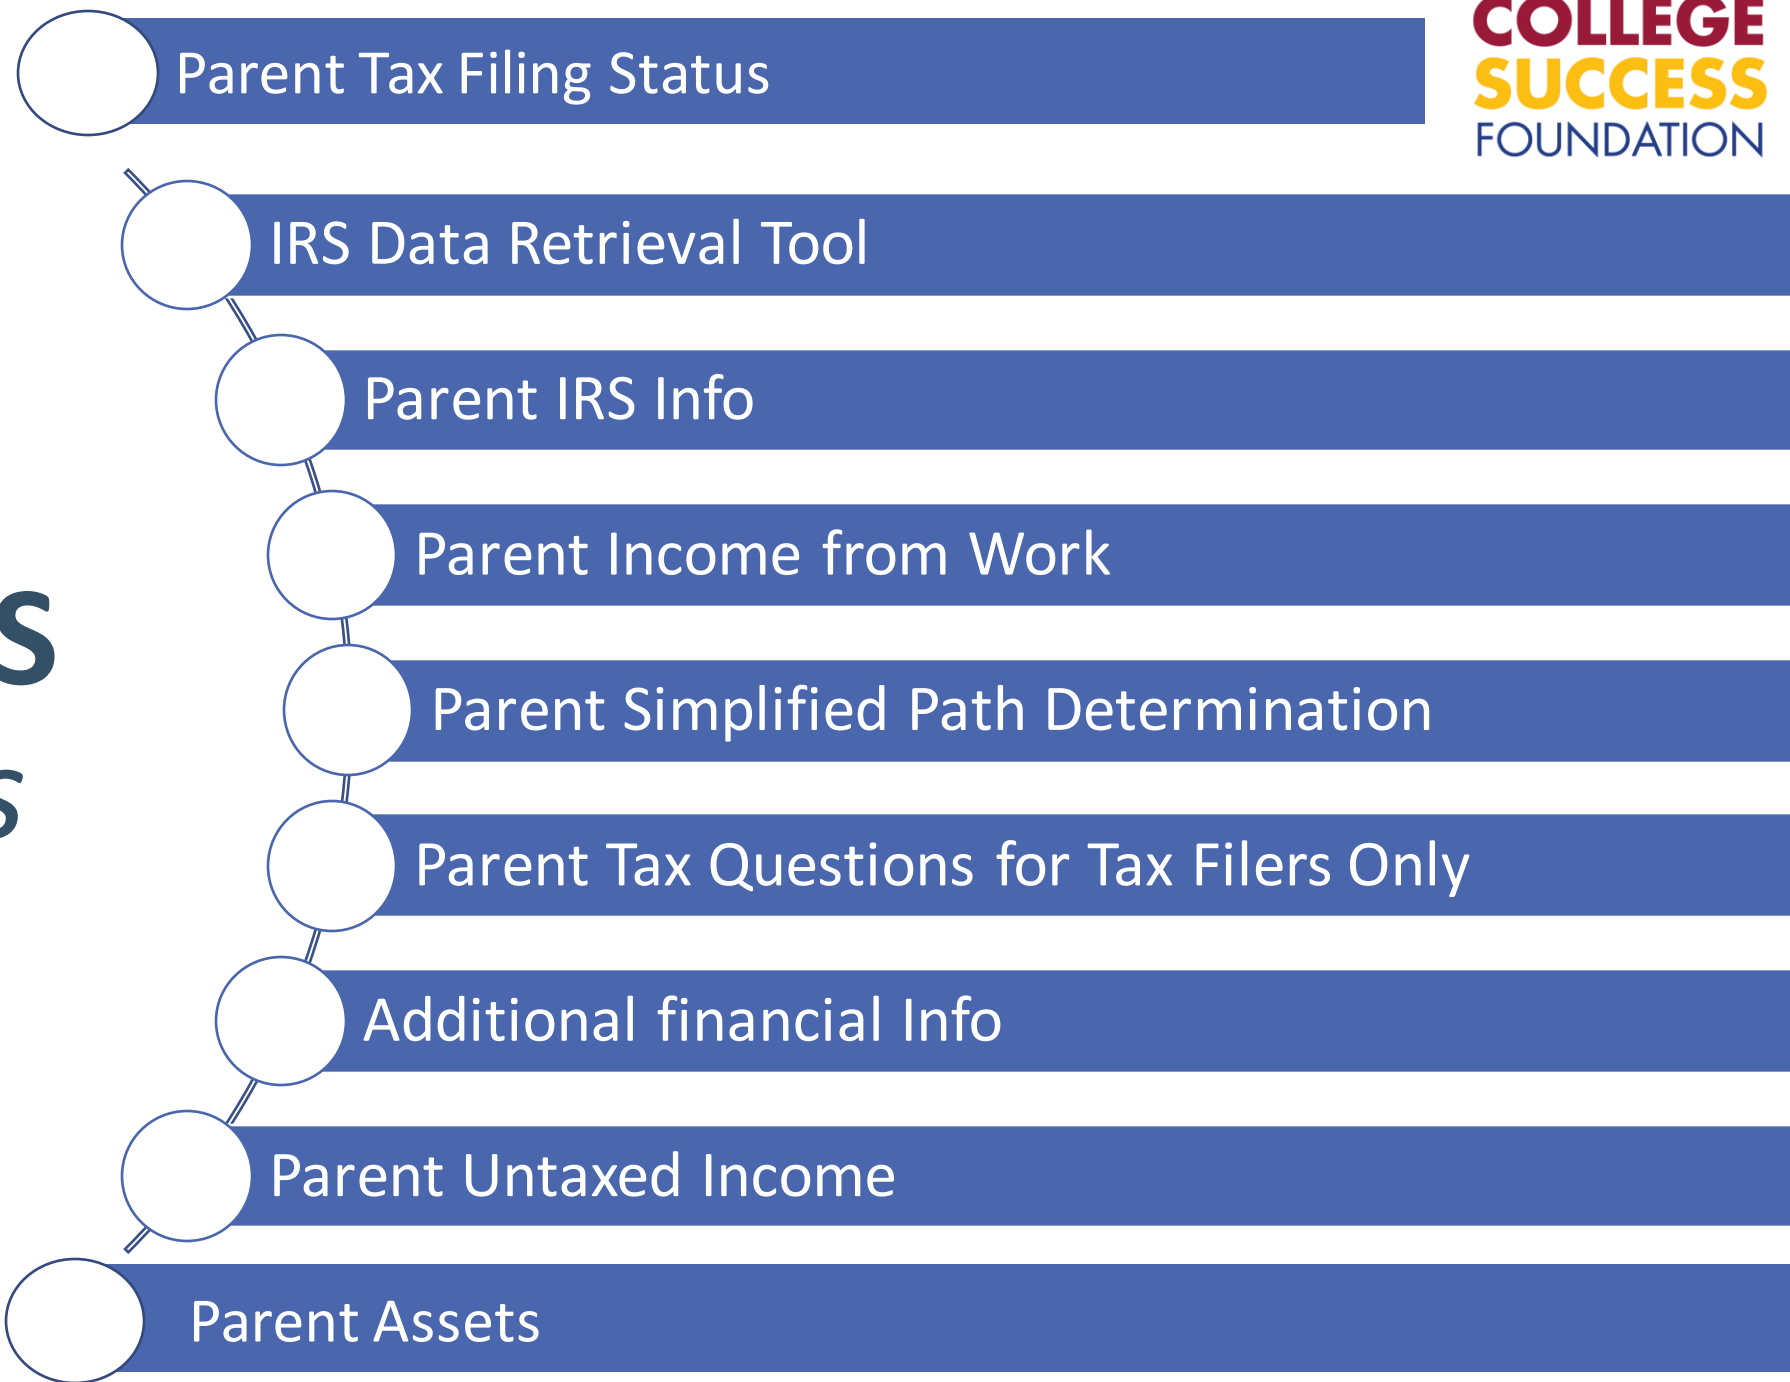 Parent Tax Filing Status
COLLEGE
SUCCESS
FOUNDATION
IRS Data Retrieval Tool
Parent IRS Info
Parent Income from Work
Parent Simplified Path Determination
Parent Tax Questions for Tax Filers Only
Additional financial Info
Parent Untaxed Income
Parent Assets